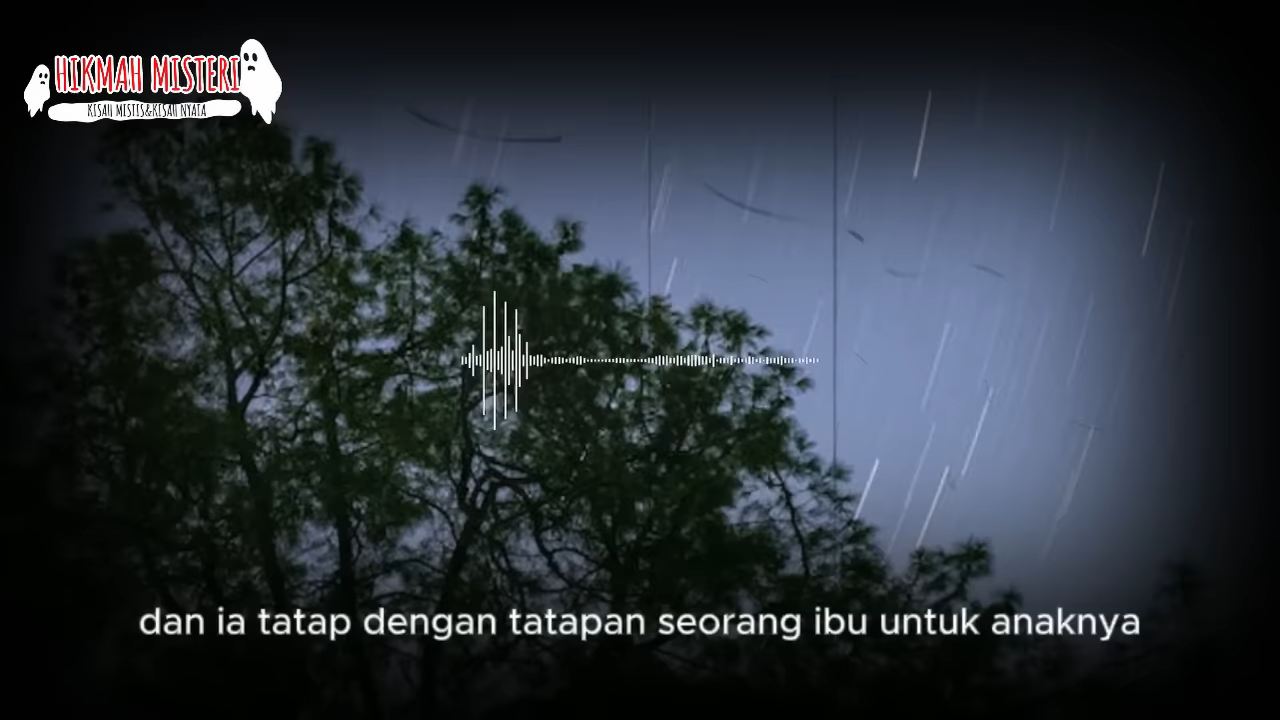 HIKMAH MISTERI
KISAH MISTIS&KISAH NYATA
dan ia tatap dengan tatapan seorang ibu untuk anaknya